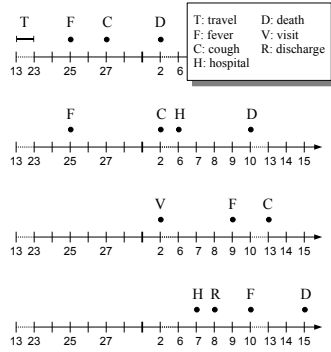 T F C D
T: travel D: death
F: fever V: visit
C: cough R: discharge
H: hospital
13 23 25 27 2 6
F C H D
13 23 25 27 2 6 7 8 9 10 13 14 15
V F C
13 23 25 27 2 6 7 8 9 10 13 14 15
H R F D
13 23 25 27 2 6 7 8 9 10 13 14 15